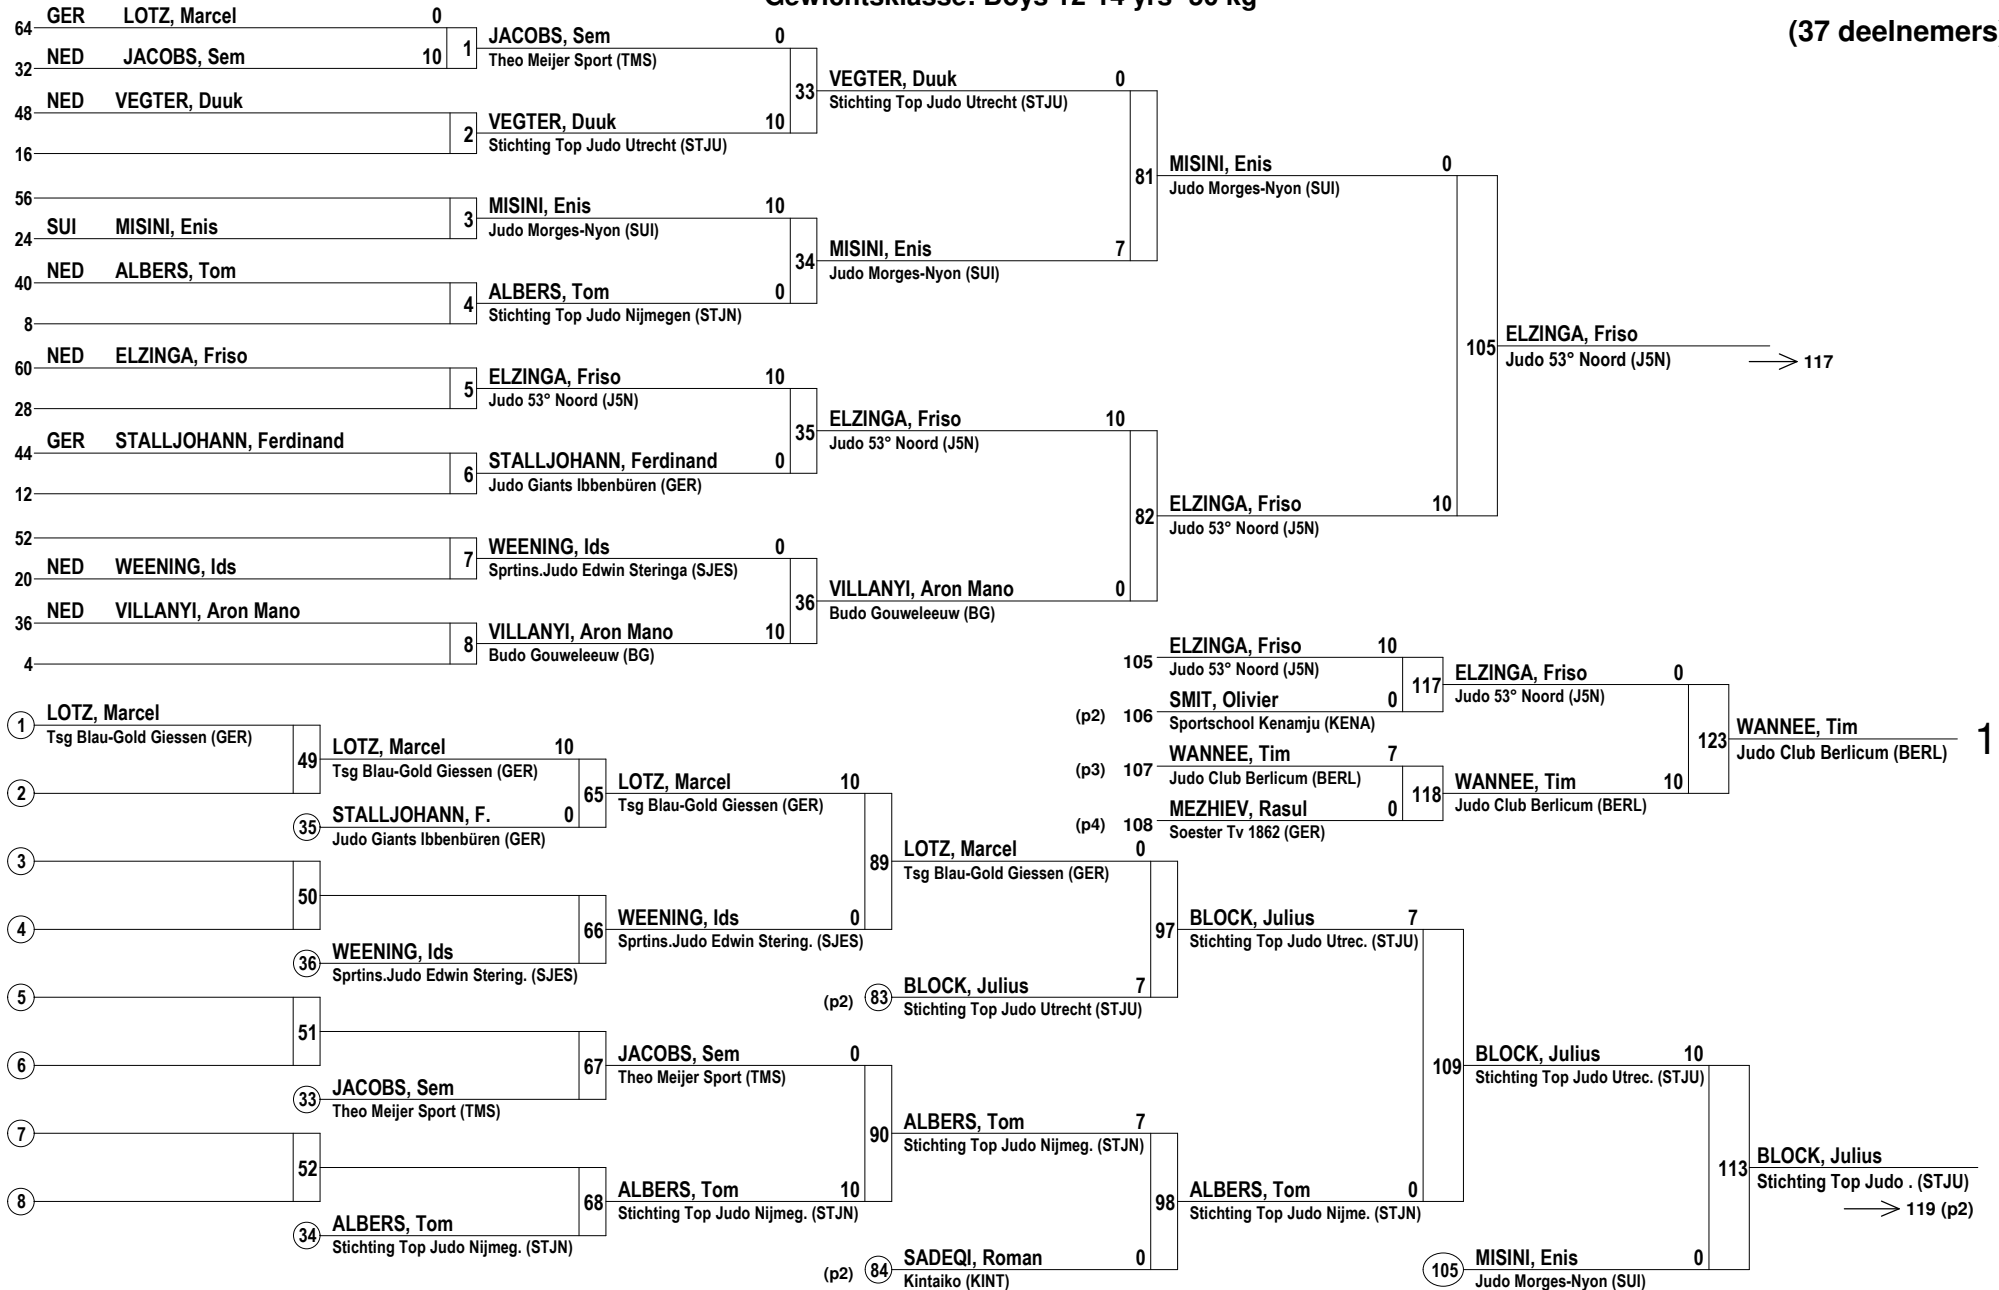 Gewichtsklasse: Boys 12-14 yrs -50 kg
(37 deelnemers)
64 GER LOTZ, Marcel 0
32 NED JACOBS, Sem 10
1 JACOBS, Sem 0
Theo Meijer Sport (TMS)
48 NED VEGTER, Duuk
16
2 VEGTER, Duuk 10
Stichting Top Judo Utrecht (STJU)
33 VEGTER, Duuk 0
Stichting Top Judo Utrecht (STJU)
56
24 SUI MISINI, Enis
3 MISINI, Enis 10
Judo Morges-Nyon (SUI)
40 NED ALBERS, Tom
8
4 ALBERS, Tom 0
Stichting Top Judo Nijmegen (STJN)
34 MISINI, Enis 7
Judo Morges-Nyon (SUI)
81 MISINI, Enis 0
Judo Morges-Nyon (SUI)
60 NED ELZINGA, Friso
28
5 ELZINGA, Friso 10
Judo 53° Noord (J5N)
44 GER STALLJOHANN, Ferdinand
12
6 STALLJOHANN, Ferdinand 0
Judo Giants Ibbenbüren (GER)
35 ELZINGA, Friso 10
Judo 53° Noord (J5N)
52
20 NED WEENING, Ids
7 WEENING, Ids 0
Sprtins.Judo Edwin Steringa (SJES)
36 NED VILLANYI, Aron Mano
4
8 VILLANYI, Aron Mano 10
Budo Gouweleeuw (BG)
36 VILLANYI, Aron Mano 0
Budo Gouweleeuw (BG)
82 ELZINGA, Friso 10
Judo 53° Noord (J5N)
105 ELZINGA, Friso
Judo 53° Noord (J5N)
117
105 ELZINGA, Friso 10
Judo 53° Noord (J5N)
(p2) 106 SMIT, Olivier 0
Sportschool Kenamju (KENA)
117 ELZINGA, Friso 0
Judo 53° Noord (J5N)
(p3) 107 WANNEE, Tim 7
Judo Club Berlicum (BERL)
(p4) 108 MEZHIEV, Rasul 0
Soester Tv 1862 (GER)
118 WANNEE, Tim 10
Judo Club Berlicum (BERL)
123 WANNEE, Tim 1
Judo Club Berlicum (BERL)
1 LOTZ, Marcel
Tsg Blau-Gold Giessen (GER)
2
49 LOTZ, Marcel 10
Tsg Blau-Gold Giessen (GER)
35 STALLJOHANN, F. 0
Judo Giants Ibbenbüren (GER)
65 LOTZ, Marcel 10
Tsg Blau-Gold Giessen (GER)
3
4
50
36 WEENING, Ids
Sprtins.Judo Edwin Stering. (SJES)
66 WEENING, Ids 0
Sprtins.Judo Edwin Stering. (SJES)
89 LOTZ, Marcel 0
Tsg Blau-Gold Giessen (GER)
(p2) 83 BLOCK, Julius 7
Stichting Top Judo Utrecht (STJU)
97 BLOCK, Julius 7
Stichting Top Judo Utrec. (STJU)
5
6
51
33 JACOBS, Sem
Theo Meijer Sport (TMS)
67 JACOBS, Sem 0
Theo Meijer Sport (TMS)
7
8
52
34 ALBERS, Tom
Stichting Top Judo Nijmeg. (STJN)
68 ALBERS, Tom 10
Stichting Top Judo Nijmeg. (STJN)
90 ALBERS, Tom 7
Stichting Top Judo Nijmeg. (STJN)
(p2) 84 SADEQI, Roman 0
Kintaiko (KINT)
98 ALBERS, Tom 0
Stichting Top Judo Nijme. (STJN)
109 BLOCK, Julius 10
Stichting Top Judo Utrec. (STJU)
105 MISINI, Enis 0
Judo Morges-Nyon (SUI)
113 BLOCK, Julius
Stichting Top Judo . (STJU)
119 (p2)